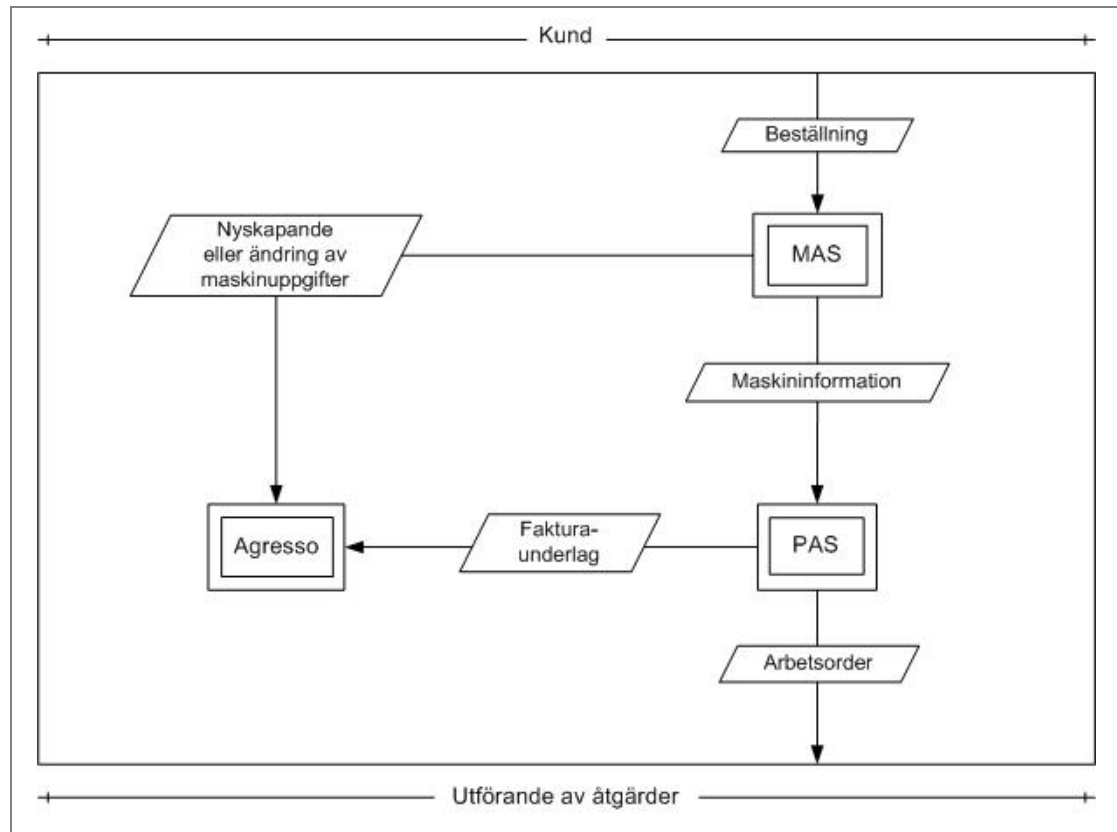 Kund
Beställning
Nyskapande
eller ändring av
maskinuppgifter
MAS
Maskininformation
Agresso
Faktura-
underlag
PAS
Arbetsorder
Utförande av åtgärder